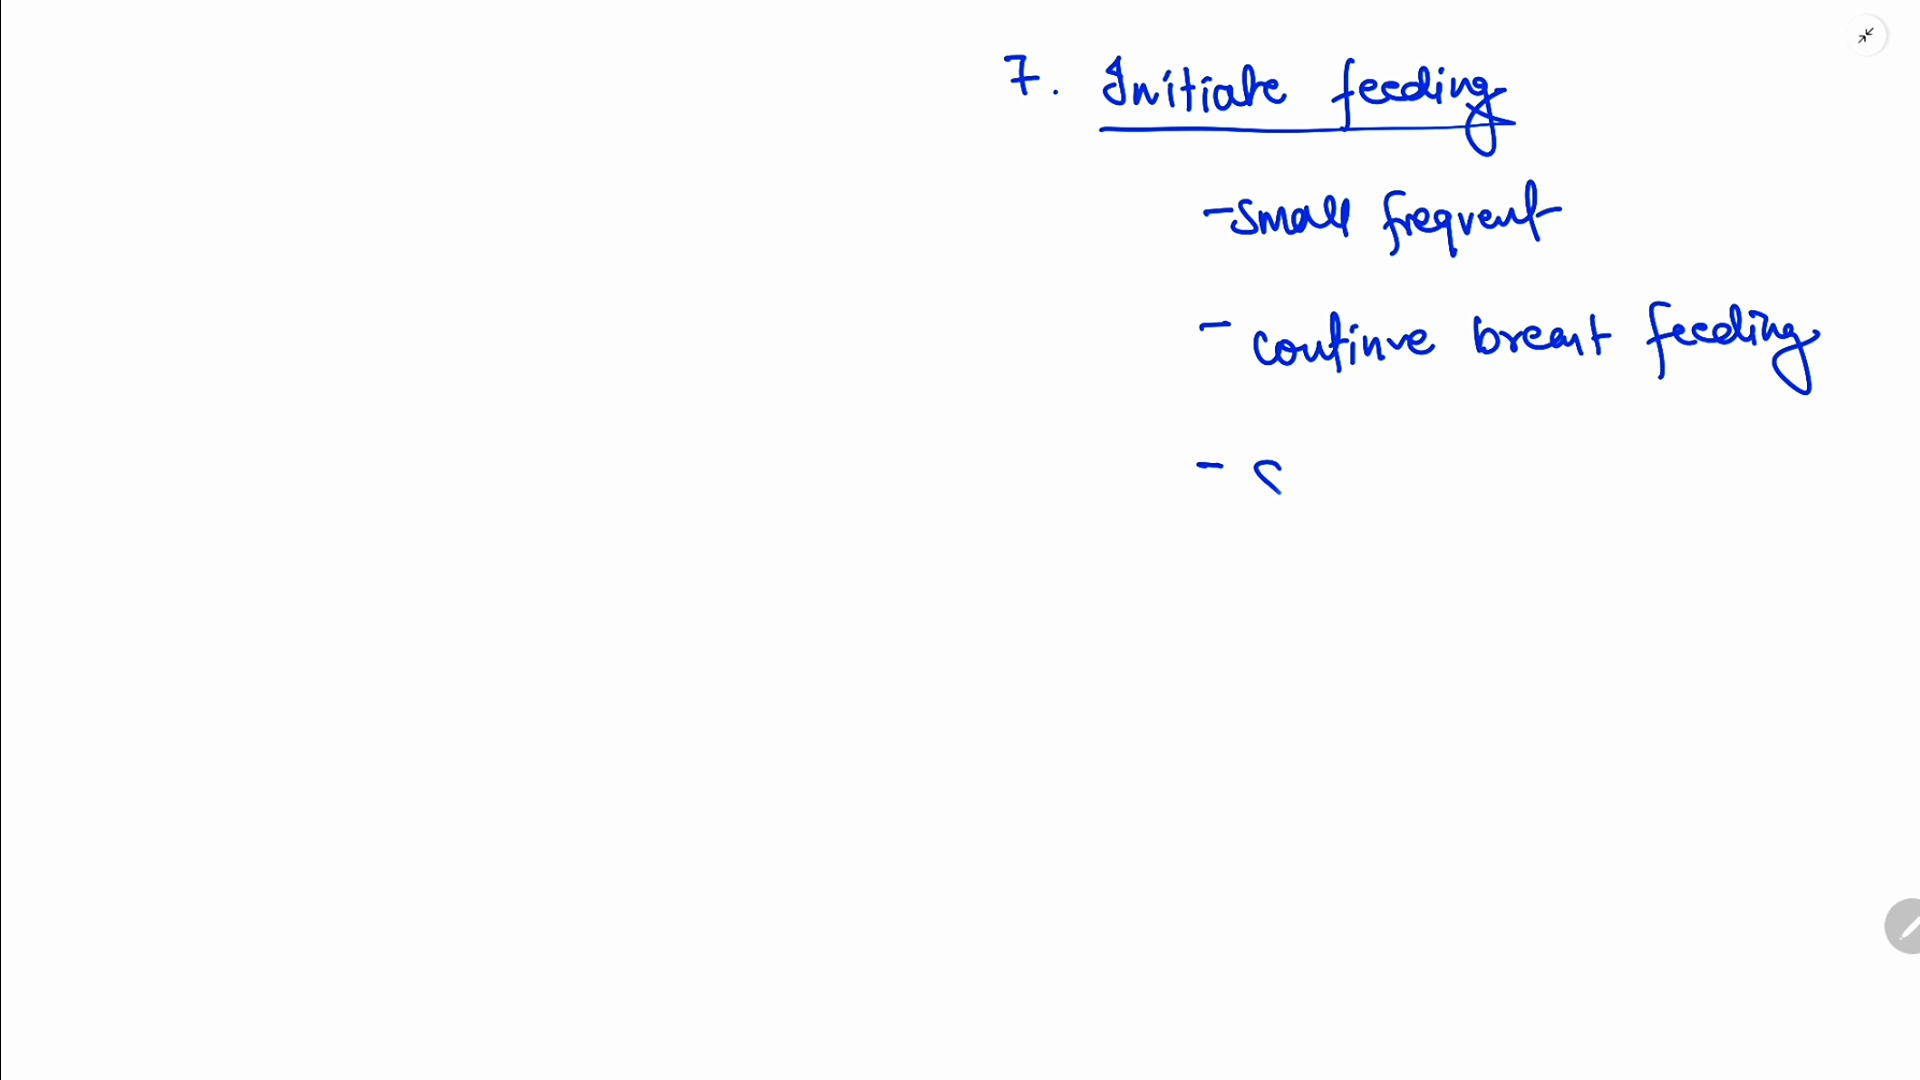 7. Initiate feeding
- small frequent
- continue breast feeding
-